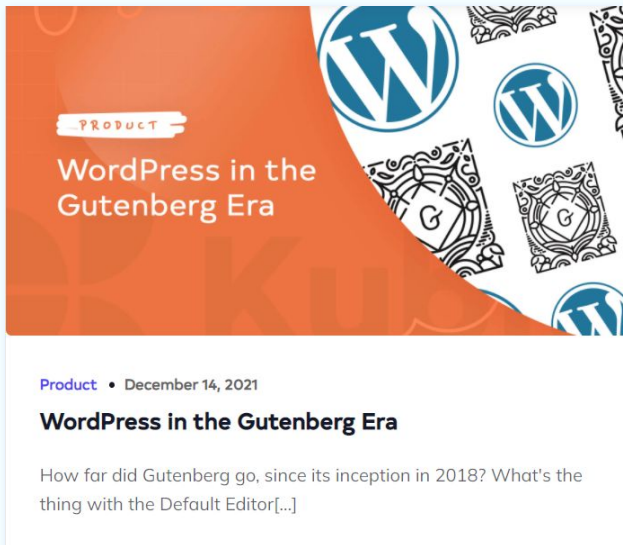 PRODUCT
WordPress in the
Gutenberg Era
Kub
Product • December 14, 2021
WordPress in the Gutenberg Era
How far did Gutenberg go, since its inception in 2018? What's the
thing with the Default Editor[...]